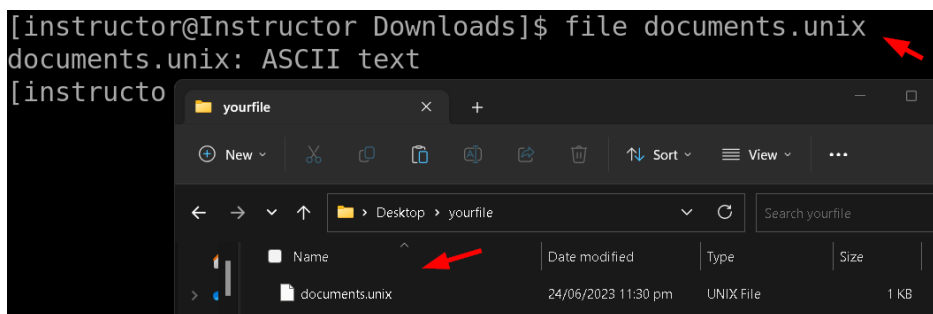 [instructor@Instructor Downloads]$ file documents.unix
documents.unix: ASCII text
[instructo
yourfile
New Sort View
Desktop yourfile Search yourfile
Name Date modified Type Size
documents.unix 24/06/2023 11:30 pm UNIX File 1 KB